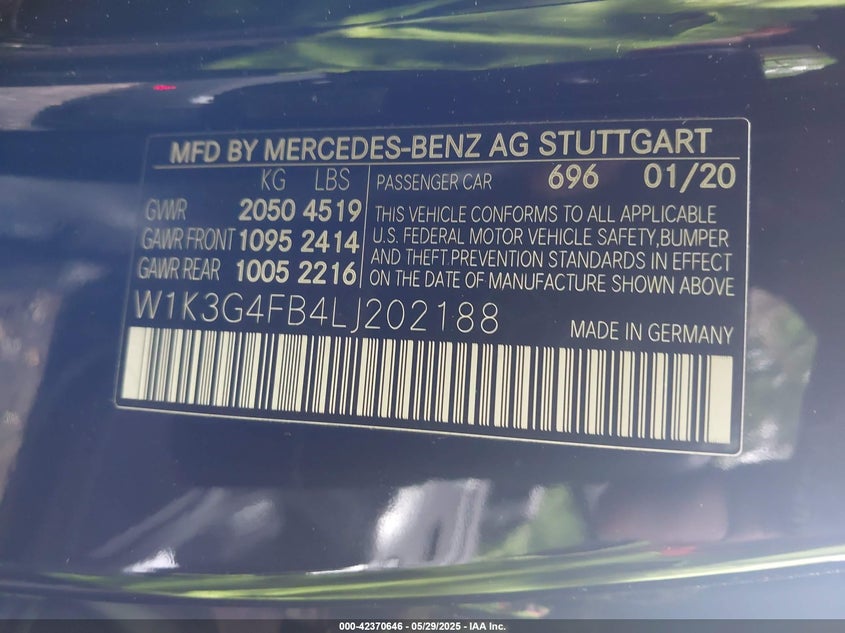 MFD BY MERCEDES-BENZ AG STUTTGART
KG LBS
GVWR 2050 4519
GAWR FRONT 1095 2414
GAWR REAR 1005 2216
PASSENGER CAR 696 01/20
THIS VEHICLE CONFORMS TO ALL APPLICABLE
U.S. FEDERAL MOTOR VEHICLE SAFETY, BUMPER
AND THEFT PREVENTION STANDARDS IN EFFECT
ON THE DATE OF MANUFACTURE SHOWN ABOVE
W1K3G4FB4LJ202188
MADE IN GERMANY
000-42370646 - 05/29/2025 - IAA Inc.